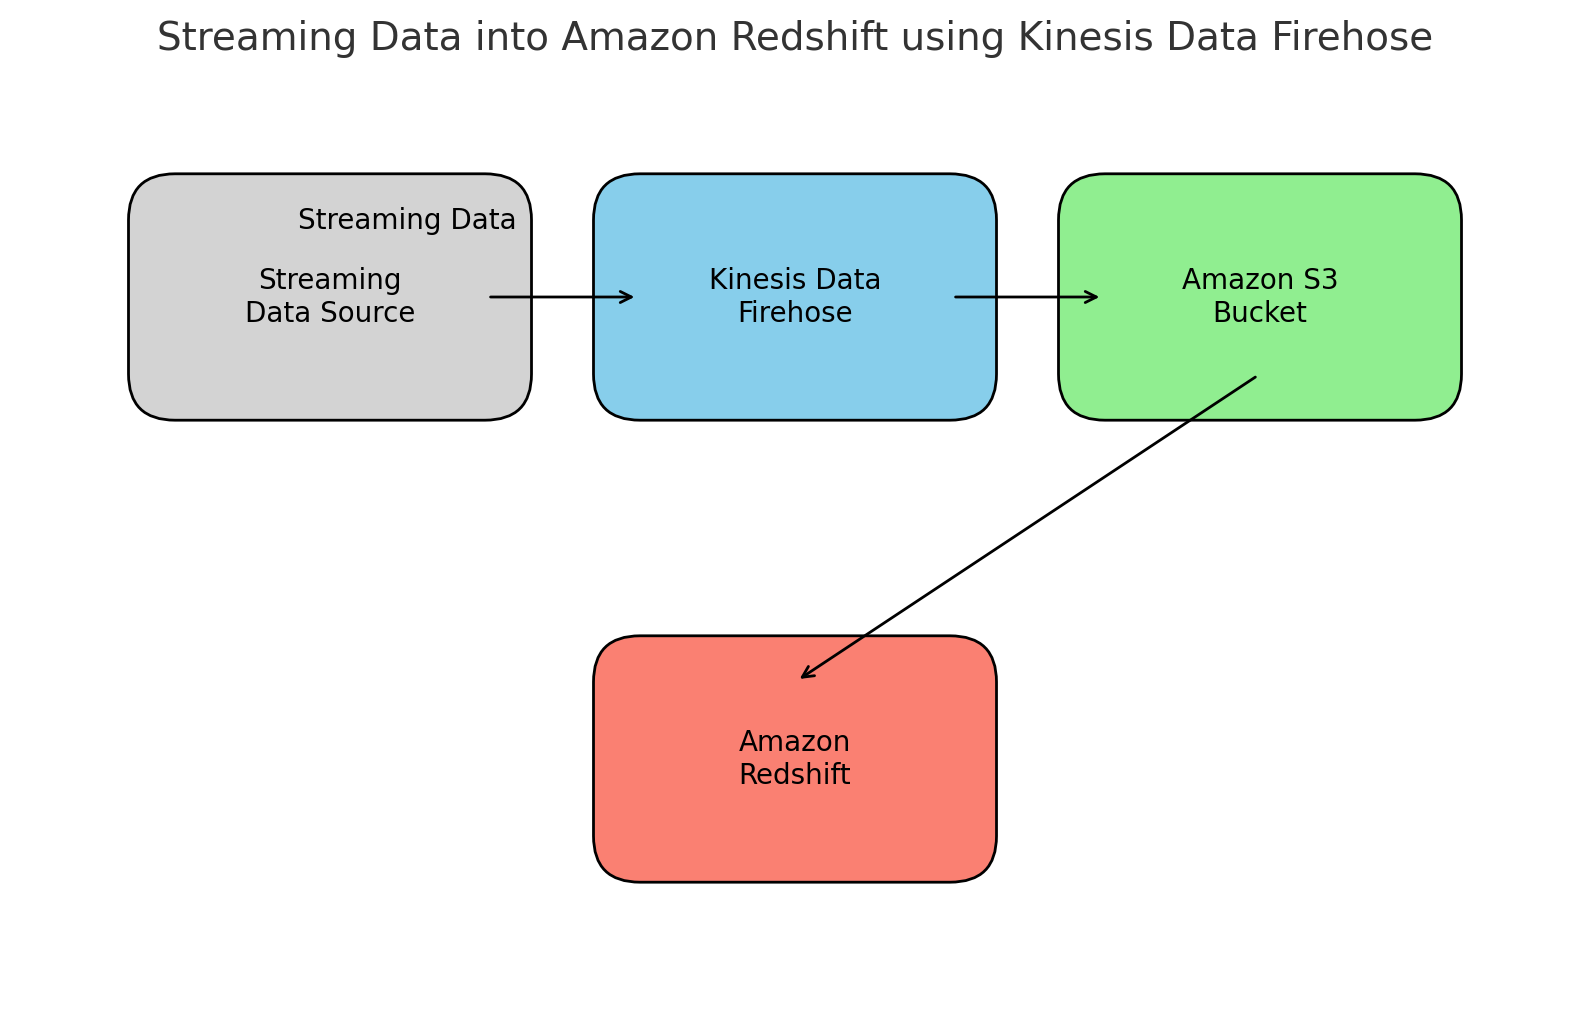 Streaming Data into Amazon Redshift using Kinesis Data Firehose
Streaming Data
Streaming
Data Source
Kinesis Data
Firehose
Amazon S3
Bucket
Amazon
Redshift